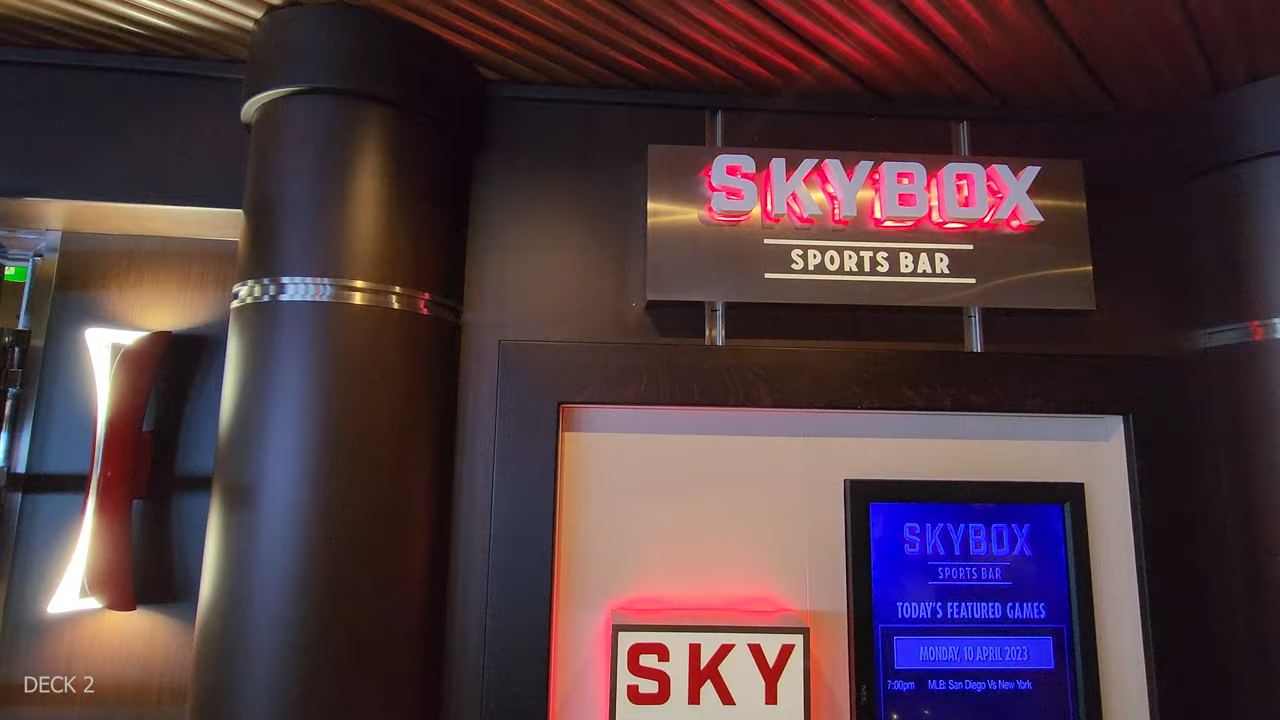 SKYBOX
SPORTS BAR
SKYBOX
SPORTS BAR
TODAY'S FEATURED GAMES
MONDAY, 10 APRIL 2023
7:00pm MLB: San Diego Vs New York
SKY
DECK 2